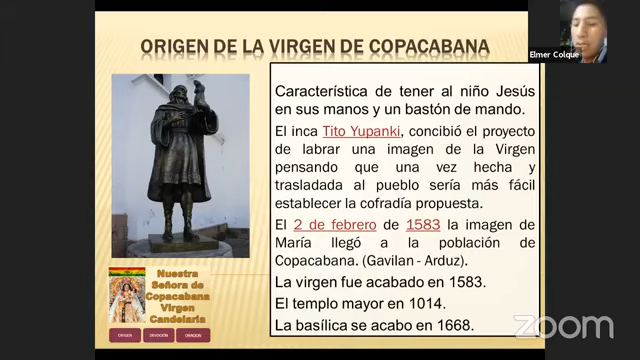 Elmer Colque
ORIGEN DE LA VIRGEN DE COPACABANA
Característica de tener al niño Jesús
en sus manos y un bastón de mando.
El inca Tito Yupanki, concibió el proyecto
de labrar una imagen de la Virgen
pensando que una vez hecha y
trasladada al pueblo sería más fácil
establecer la cofradía propuesta.
El 2 de febrero de 1583 la imagen de
María llegó a la población de
Copacabana. (Gavilan - Arduz).
La virgen fue acabado en 1583.
El templo mayor en 1014.
La basílica se acabo en 1668.
Nuestra
Señora de
Copacabana
Virgen
Candelaria
ORIGEN DEVOCIÓN ORACION
zoom